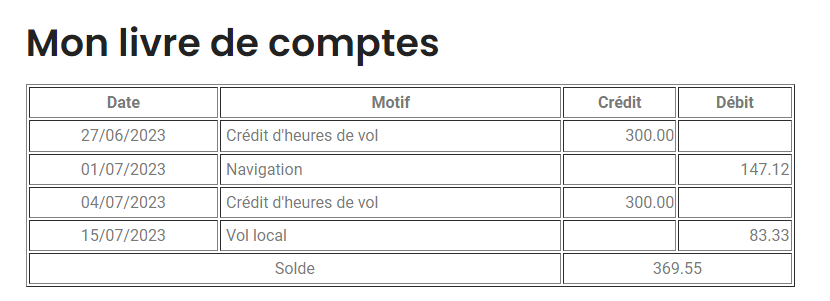 Mon livre de comptes
Date Motif Crédit Débit
27/06/2023 Crédit d'heures de vol 300.00
01/07/2023 Navigation 147.12
04/07/2023 Crédit d'heures de vol 300.00
15/07/2023 Vol local 83.33
Solde 369.55